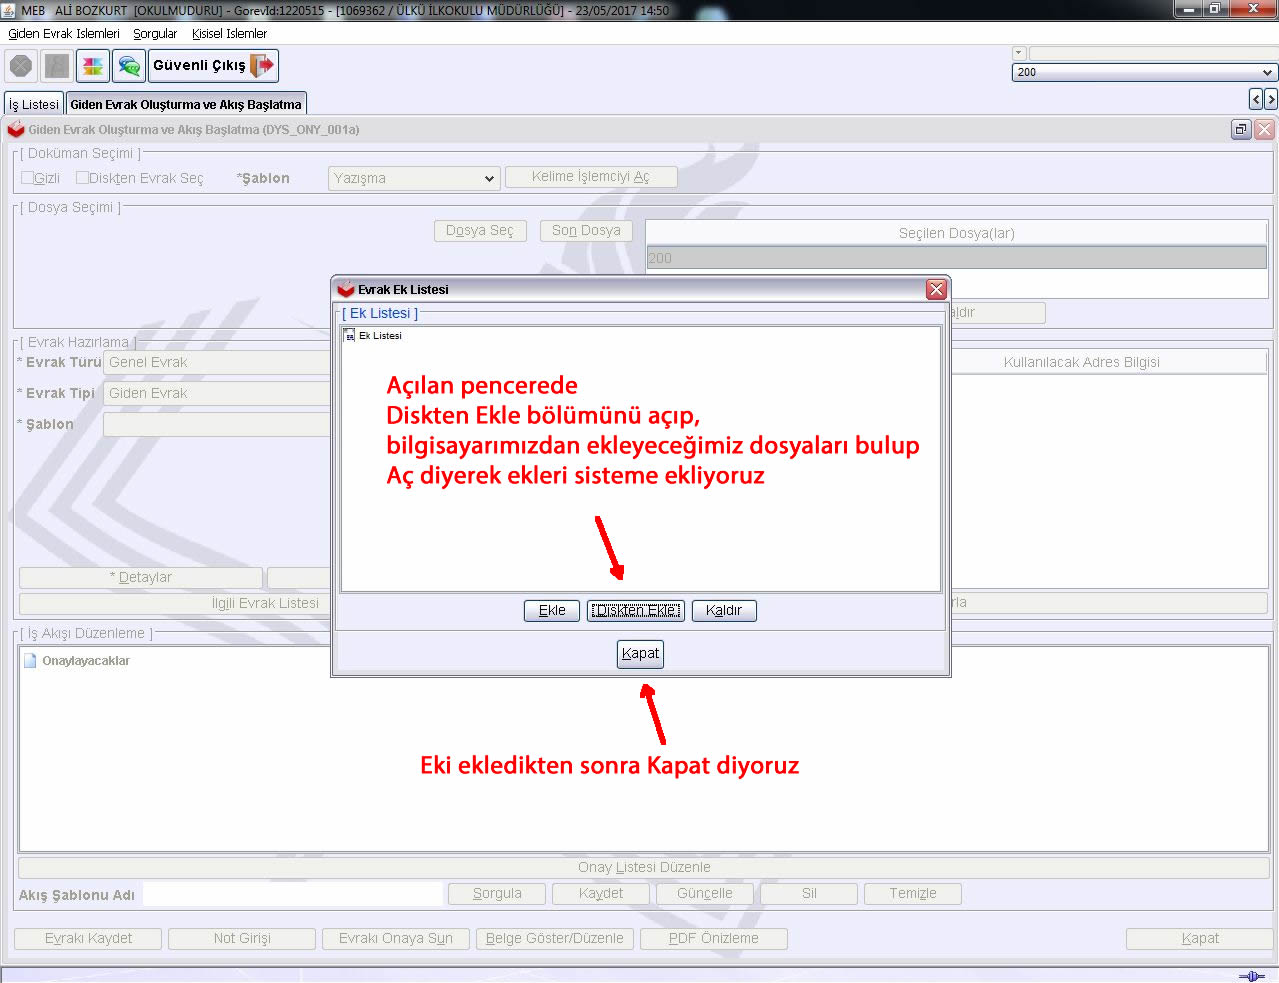 MEB   ALİ BOZKURT  [OKULMUDURU] - GorevId:1220515 - [1069362 / ÜLKÜ İLKOKULU MÜDÜRLÜĞÜ] - 23/05/2017 14:50
Giden Evrak Islemleri   Sorgular   Kisisel Islemler
Güvenli Çıkış
200
İş Listesi   Giden Evrak Oluşturma ve Akış Başlatma
Giden Evrak Oluşturma ve Akış Başlatma (DYS_ONY_001a)
[ Doküman Seçimi ]
Gizli   Diskten Evrak Seç   *Şablon   Yazışma   Kelime İşlemciyi Aç
[ Dosya Seçimi ]
Dosya Seç   Son Dosya   Seçilen Dosya(lar)
200
Evrak Ek Listesi
[ Ek Listesi ]
Ek Listesi
Açılan pencerede
Diskten Ekle bölümünü açıp,
bilgisayarımızdan ekleyeceğimiz dosyaları bulup
Aç diyerek ekleri sisteme ekliyoruz
Ekle   Diskten Ekle   Kaldır
Kapat
[ Evrak Hazırlama ]
* Evrak Türü   Genel Evrak   Kullanılacak Adres Bilgisi
* Evrak Tipi   Giden Evrak
* Şablon
* Detaylar
İlgili Evrak Listesi
[ İş Akışı Düzenleme ]
Onaylayacaklar
Eki ekledikten sonra Kapat diyoruz
Onay Listesi Düzenle
Akış Şablonu Adı   Sorgula   Kaydet   Güncelle   Sil   Temizle
Evrakı Kaydet   Not Girişi   Evrakı Onaya Sun   Belge Göster/Düzenle   PDF Önizleme   Kapat